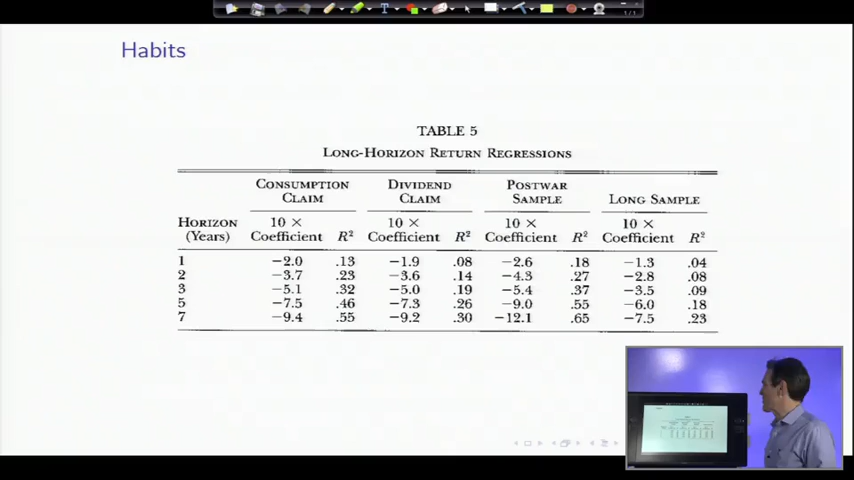 1/1
Habits
TABLE 5
LONG-HORIZON RETURN REGRESSIONS
CONSUMPTION CLAIM DIVIDEND CLAIM POSTWAR SAMPLE LONG SAMPLE
HORIZON (Years) 10 × Coefficient R² 10 × Coefficient R² 10 × Coefficient R² 10 × Coefficient R²
1 −2.0 .13 −1.9 .08 −2.6 .18 −1.3 .04
2 −3.7 .23 −3.6 .14 −4.3 .27 −2.8 .08
3 −5.1 .32 −5.0 .19 −5.4 .37 −3.5 .09
5 −7.5 .46 −7.3 .26 −9.0 .55 −6.0 .18
7 −9.4 .55 −9.2 .30 −12.1 .65 −7.5 .23